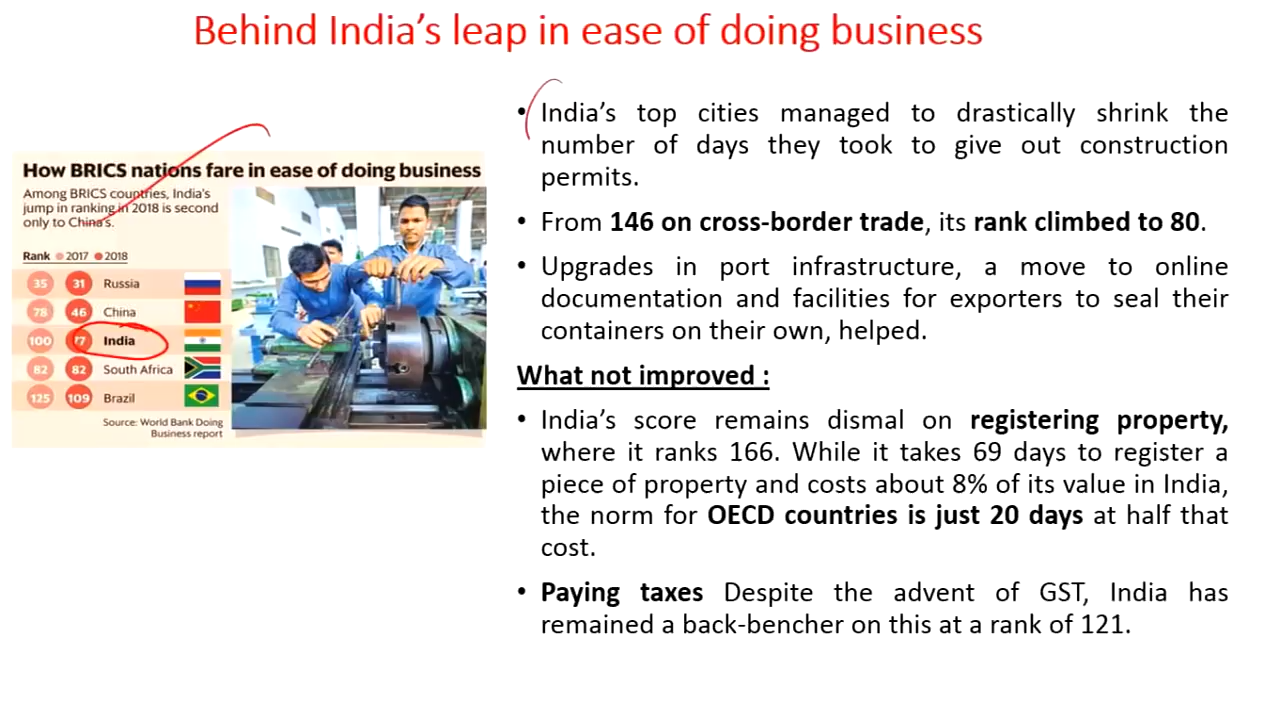 Behind India's leap in ease of doing business
How BRICS nations fare in ease of doing business
Among BRICS countries, India's
jump in ranking in 2018 is second
only to China's.
Rank 2017 2018
35 31 Russia
78 46 China
100 77 India
82 82 South Africa
125 109 Brazil
Source: World Bank Doing
Business report
• India's top cities managed to drastically shrink the
number of days they took to give out construction
permits.
• From 146 on cross-border trade, its rank climbed to 80.
• Upgrades in port infrastructure, a move to online
documentation and facilities for exporters to seal their
containers on their own, helped.
What not improved :
• India's score remains dismal on registering property,
where it ranks 166. While it takes 69 days to register a
piece of property and costs about 8% of its value in India,
the norm for OECD countries is just 20 days at half that
cost.
• Paying taxes Despite the advent of GST, India has
remained a back-bencher on this at a rank of 121.